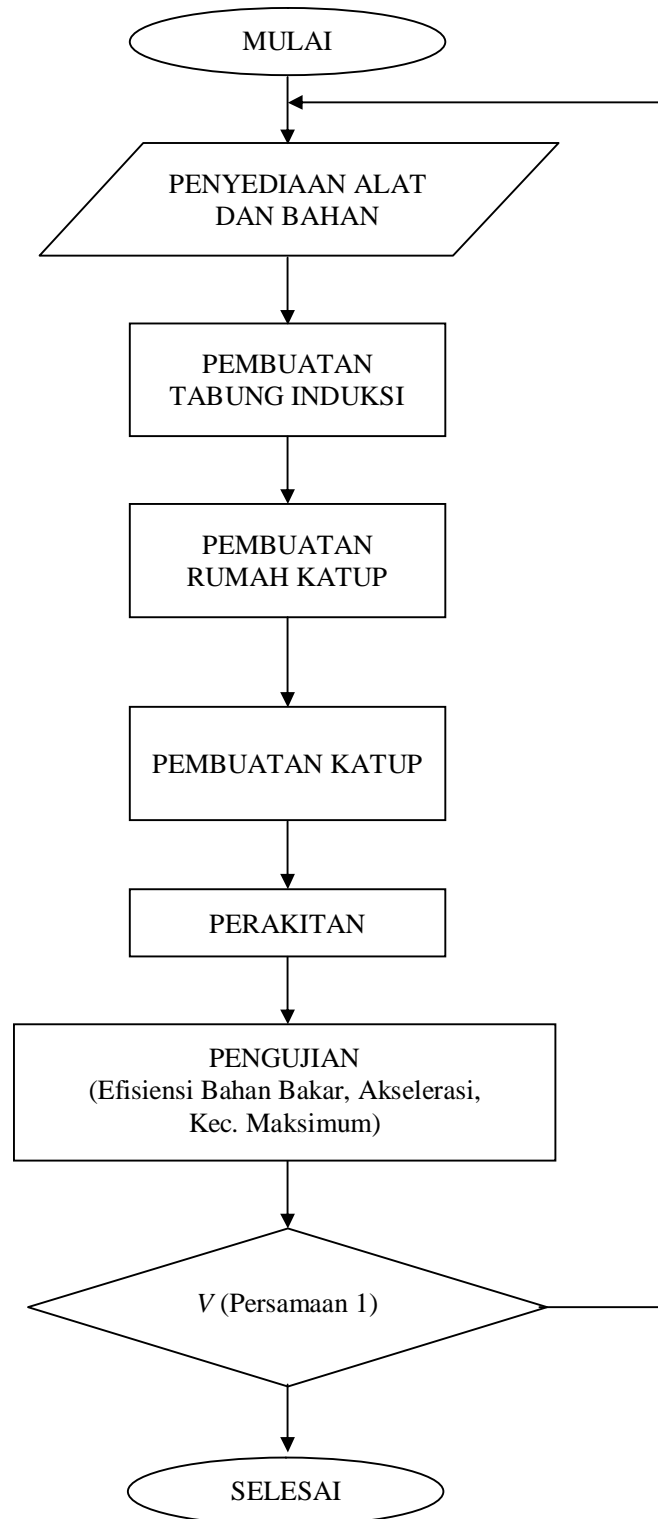 MULAI
PENYEDIAAN ALAT
DAN BAHAN
PEMBUATAN
TABUNG INDUKSI
PEMBUATAN
RUMAH KATUP
PEMBUATAN KATUP
PERAKITAN
PENGUJIAN
(Efisiensi Bahan Bakar, Akselerasi,
Kec. Maksimum)
V (Persamaan 1)
SELESAI